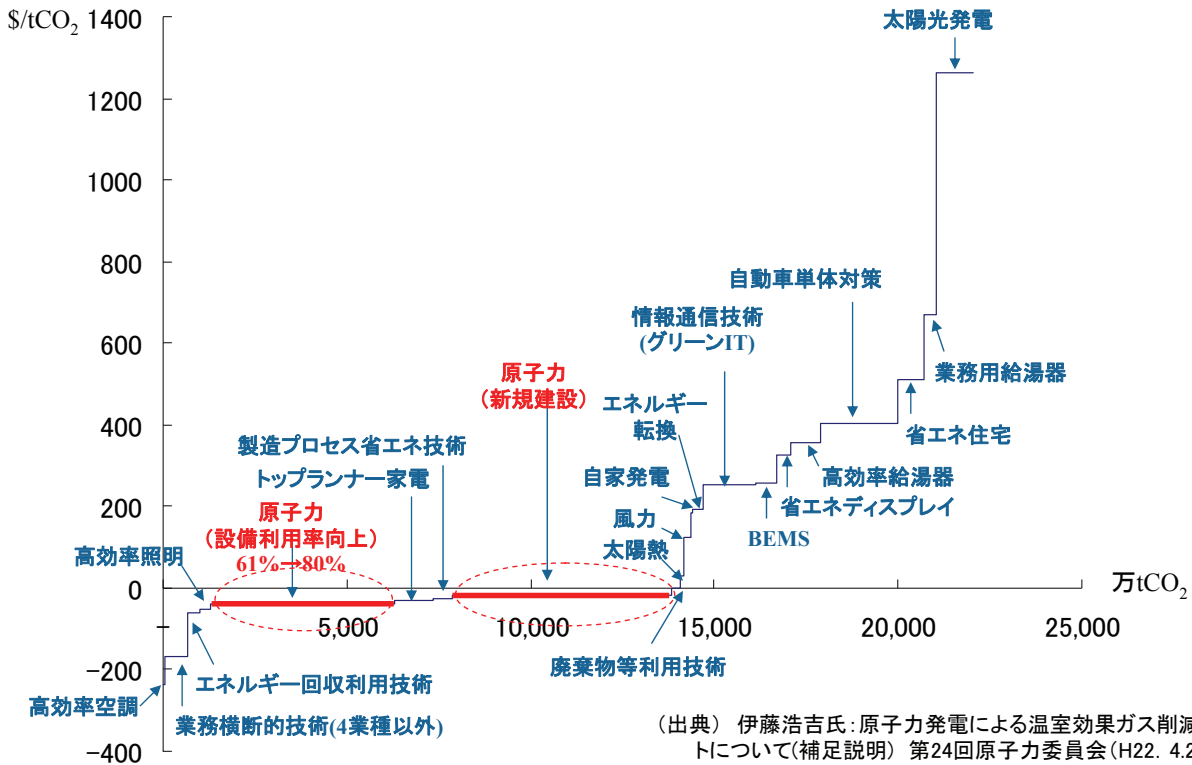 $/tCO2
1400
1200
1000
800
600
400
200
0
−200
−400
–
5,000
10,000
15,000
20,000
25,000
万tCO2
太陽光発電
自動車単体対策
情報通信技術
(グリーンIT)
業務用給湯器
原子力
（新規建設）
エネルギー
転換
省エネ住宅
製造プロセス省エネ技術
トップランナー家電
自家発電
高効率給湯器
省エネディスプレイ
原子力
（設備利用率向上）
61%→80%
風力
BEMS
高効率照明
太陽熱
廃棄物等利用技術
エネルギー回収利用技術
高効率空調
業務横断的技術(4業種以外)
（出典） 伊藤浩吉氏：原子力発電による温室効果ガス削減
トについて(補足説明) 第24回原子力委員会(H22. 4.2